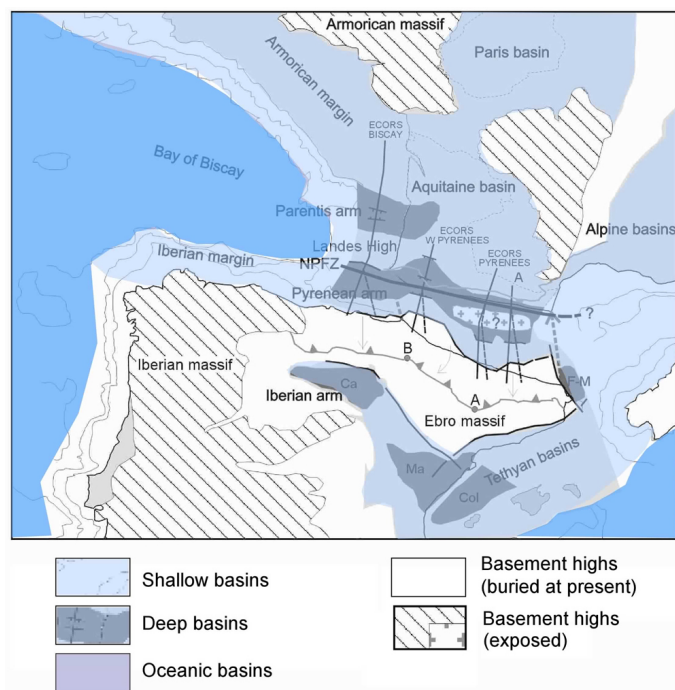 Armorican massif
Paris basin
Armorican
margin
ECORS
BISCAY
Bay of Biscay
Aquitaine basin
Parentis arm
Alpine basins
Landes High
ECORS
W PYRENEES
ECORS
PYRENEES
A
Iberian margin
NPFZ
Pyrenean arm
?
?
B
Iberian massif
Ca
F-M
Iberian arm
A
Ebro massif
Tethyan basins
Ma
Col
Shallow basins
Deep basins
Oceanic basins
Basement highs
(buried at present)
Basement highs
(exposed)